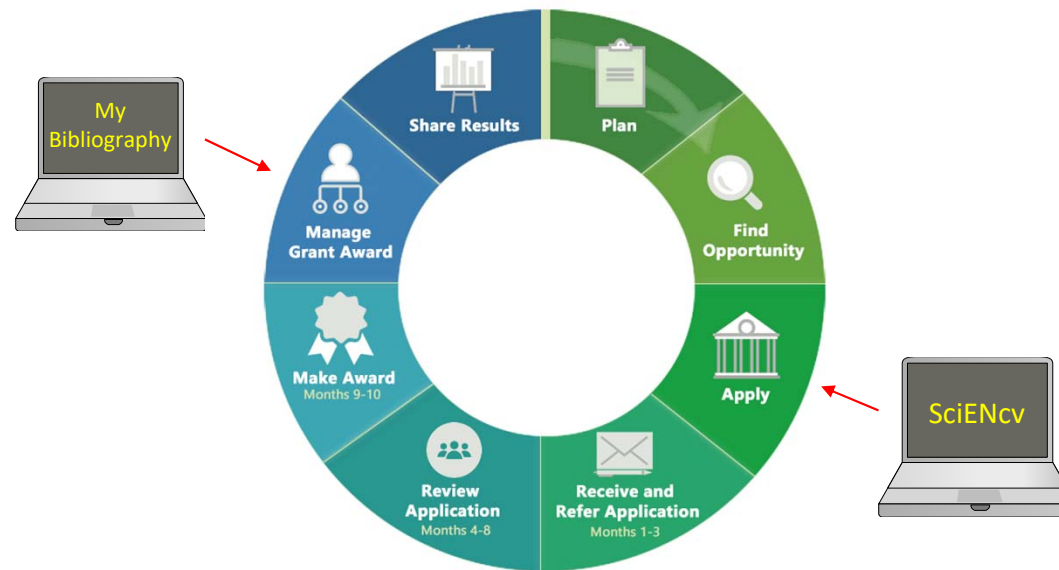 My
Bibliography
Share Results
Plan
Manage
Grant Award
Find
Opportunity
Make Award
Months 9-10
Apply
SciENcv
Review
Application
Months 4-8
Receive and
Refer Application
Months 1-3